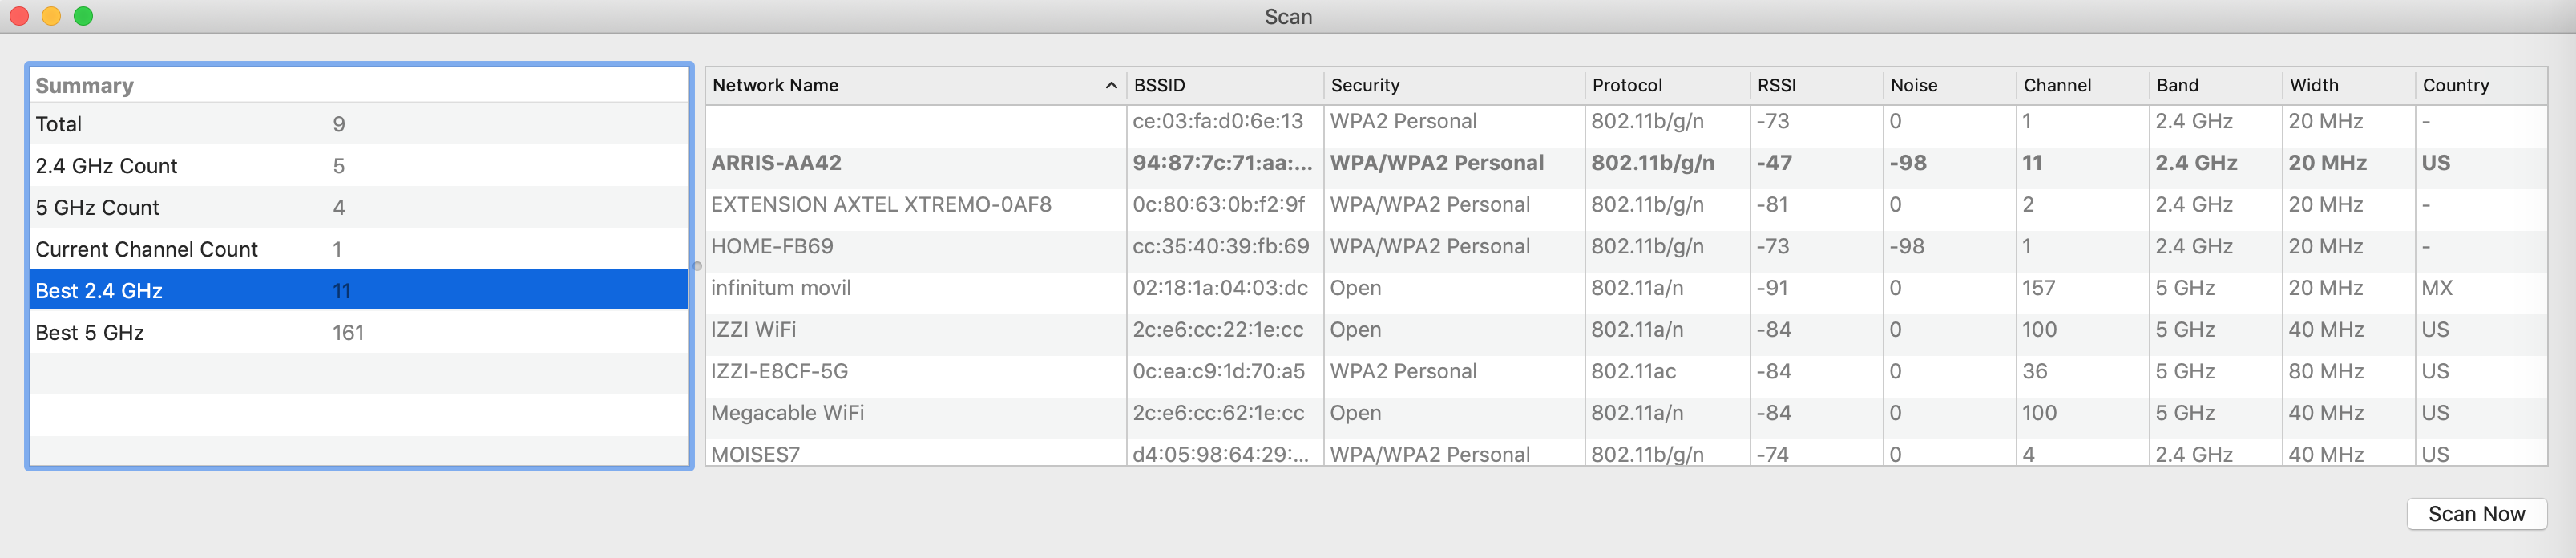 Scan
Summary
Total 9
2.4 GHz Count 5
5 GHz Count 4
Current Channel Count 1
Best 2.4 GHz 11
Best 5 GHz 161
Network Name BSSID Security Protocol RSSI Noise Channel Band Width Country
ce:03:fa:d0:6e:13 WPA2 Personal 802.11b/g/n -73 0 1 2.4 GHz 20 MHz -
ARRIS-AA42 94:87:7c:71:aa:... WPA/WPA2 Personal 802.11b/g/n -47 -98 11 2.4 GHz 20 MHz US
EXTENSION AXTEL XTREMO-0AF8 0c:80:63:0b:f2:9f WPA/WPA2 Personal 802.11b/g/n -81 0 2 2.4 GHz 20 MHz -
HOME-FB69 cc:35:40:39:fb:69 WPA/WPA2 Personal 802.11b/g/n -73 -98 1 2.4 GHz 20 MHz -
infinitum movil 02:18:1a:04:03:dc Open 802.11a/n -91 0 157 5 GHz 20 MHz MX
IZZI WiFi 2c:e6:cc:22:1e:cc Open 802.11a/n -84 0 100 5 GHz 40 MHz US
IZZI-E8CF-5G 0c:ea:c9:1d:70:a5 WPA2 Personal 802.11ac -84 0 36 5 GHz 80 MHz US
Megacable WiFi 2c:e6:cc:62:1e:cc Open 802.11a/n -84 0 100 5 GHz 40 MHz US
MOISES7 d4:05:98:64:29:... WPA/WPA2 Personal 802.11b/g/n -74 0 4 2.4 GHz 40 MHz US
Scan Now